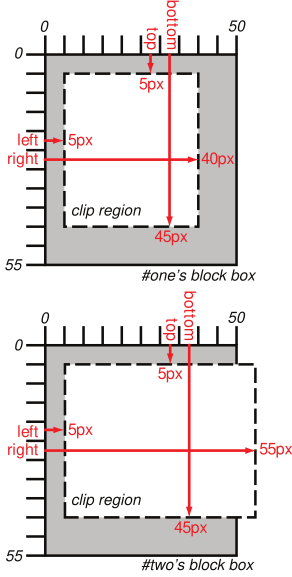 bottom
top
0
50
0
5px
left
5px
right
40px
clip region
45px
55
#one's block box
bottom
top
0
50
0
5px
left
5px
right
55px
clip region
45px
55
#two's block box